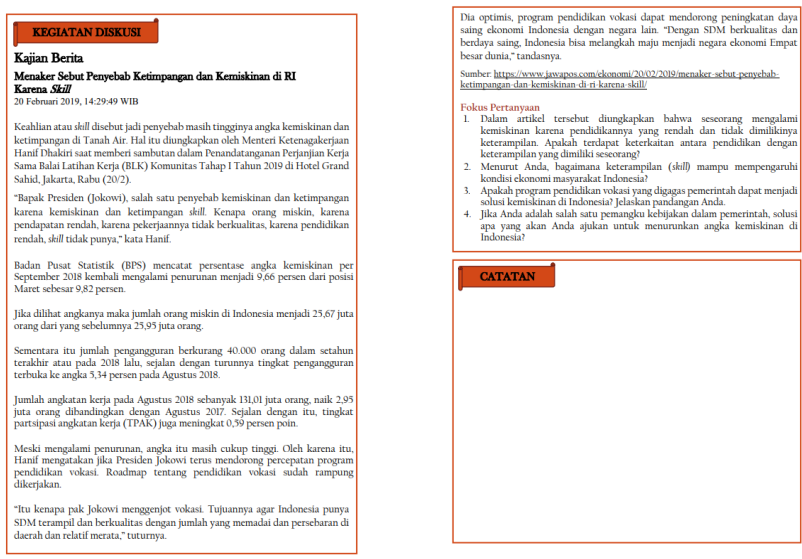 KEGIATAN DISKUSI
Kajian Berita
Menaker Sebut Penyebab Ketimpangan dan Kemiskinan di RI
Karena Skill
20 Februari 2019, 14:29:49 WIB
Keahlian atau skill disebut jadi penyebab masih tingginya angka kemiskinan dan
ketimpangan di Tanah Air. Hal itu diungkapkan oleh Menteri Ketenagakerjaan
Hanif Dhakiri saat memberi sambutan dalam Penandatanganan Perjanjian Kerja
Sama Balai Latihan Kerja (BLK) Komunitas Tahap I Tahun 2019 di Hotel Grand
Sahid, Jakarta, Rabu (20/2).
“Bapak Presiden (Jokowi), salah satu penyebab kemiskinan dan ketimpangan
karena kemiskinan dan ketimpangan skill. Kenapa orang miskin, karena
pendapatan rendah, karena pekerjaannya tidak berkualitas, karena pendidikan
rendah, skill tidak punya,” kata Hanif.
Badan Pusat Statistik (BPS) mencatat persentase angka kemiskinan per
September 2018 kembali mengalami penurunan menjadi 9,66 persen dari posisi
Maret sebesar 9,82 persen.
Jika dilihat angkanya maka jumlah orang miskin di Indonesia menjadi 25,67 juta
orang dari yang sebelumnya 25,95 juta orang.
Sementara itu jumlah pengangguran berkurang 40.000 orang dalam setahun
terakhir atau pada 2018 lalu, sejalan dengan turunnya tingkat pengangguran
terbuka ke angka 5,34 persen pada Agustus 2018.
Jumlah angkatan kerja pada Agustus 2018 sebanyak 131,01 juta orang, naik 2,95
juta orang dibandingkan dengan Agustus 2017. Sejalan dengan itu, tingkat
partsipasi angkatan kerja (TPAK) juga meningkat 0,59 persen poin.
Meski mengalami penurunan, angka itu masih cukup tinggi. Oleh karena itu,
Hanif mengatakan jika Presiden Jokowi terus mendorong percepatan program
pendidikan vokasi. Roadmap tentang pendidikan vokasi sudah rampung
dikerjakan.
“Itu kenapa pak Jokowi menggenjot vokasi. Tujuannya agar Indonesia punya
SDM terampil dan berkualitas dengan jumlah yang memadai dan persebaran di
daerah dan relatif merata,” tuturnya.
Dia optimis, program pendidikan vokasi dapat mendorong peningkatan daya
saing ekonomi Indonesia dengan negara lain. “Dengan SDM berkualitas dan
berdaya saing, Indonesia bisa melangkah maju menjadi negara ekonomi Empat
besar dunia,” tandasnya.
Sumber: https://www.jawapos.com/ekonomi/20/02/2019/menaker-sebut-penyebab-
ketimpangan-dan-kemiskinan-di-ri-karena-skill/
Fokus Pertanyaan
1. Dalam artikel tersebut diungkapkan bahwa seseorang mengalami
kemiskinan karena pendidikannya yang rendah dan tidak dimilikinya
keterampilan. Apakah terdapat keterkaitan antara pendidikan dengan
keterampilan yang dimiliki seseorang?
2. Menurut Anda, bagaimana keterampilan (skill) mampu mempengaruhi
kondisi ekonomi masyarakat Indonesia?
3. Apakah program pendidikan vokasi yang digagas pemerintah dapat menjadi
solusi kemiskinan di Indonesia? Jelaskan pandangan Anda.
4. Jika Anda adalah salah satu pemangku kebijakan dalam pemerintah, solusi
apa yang akan Anda ajukan untuk menurunkan angka kemiskinan di
Indonesia?
CATATAN